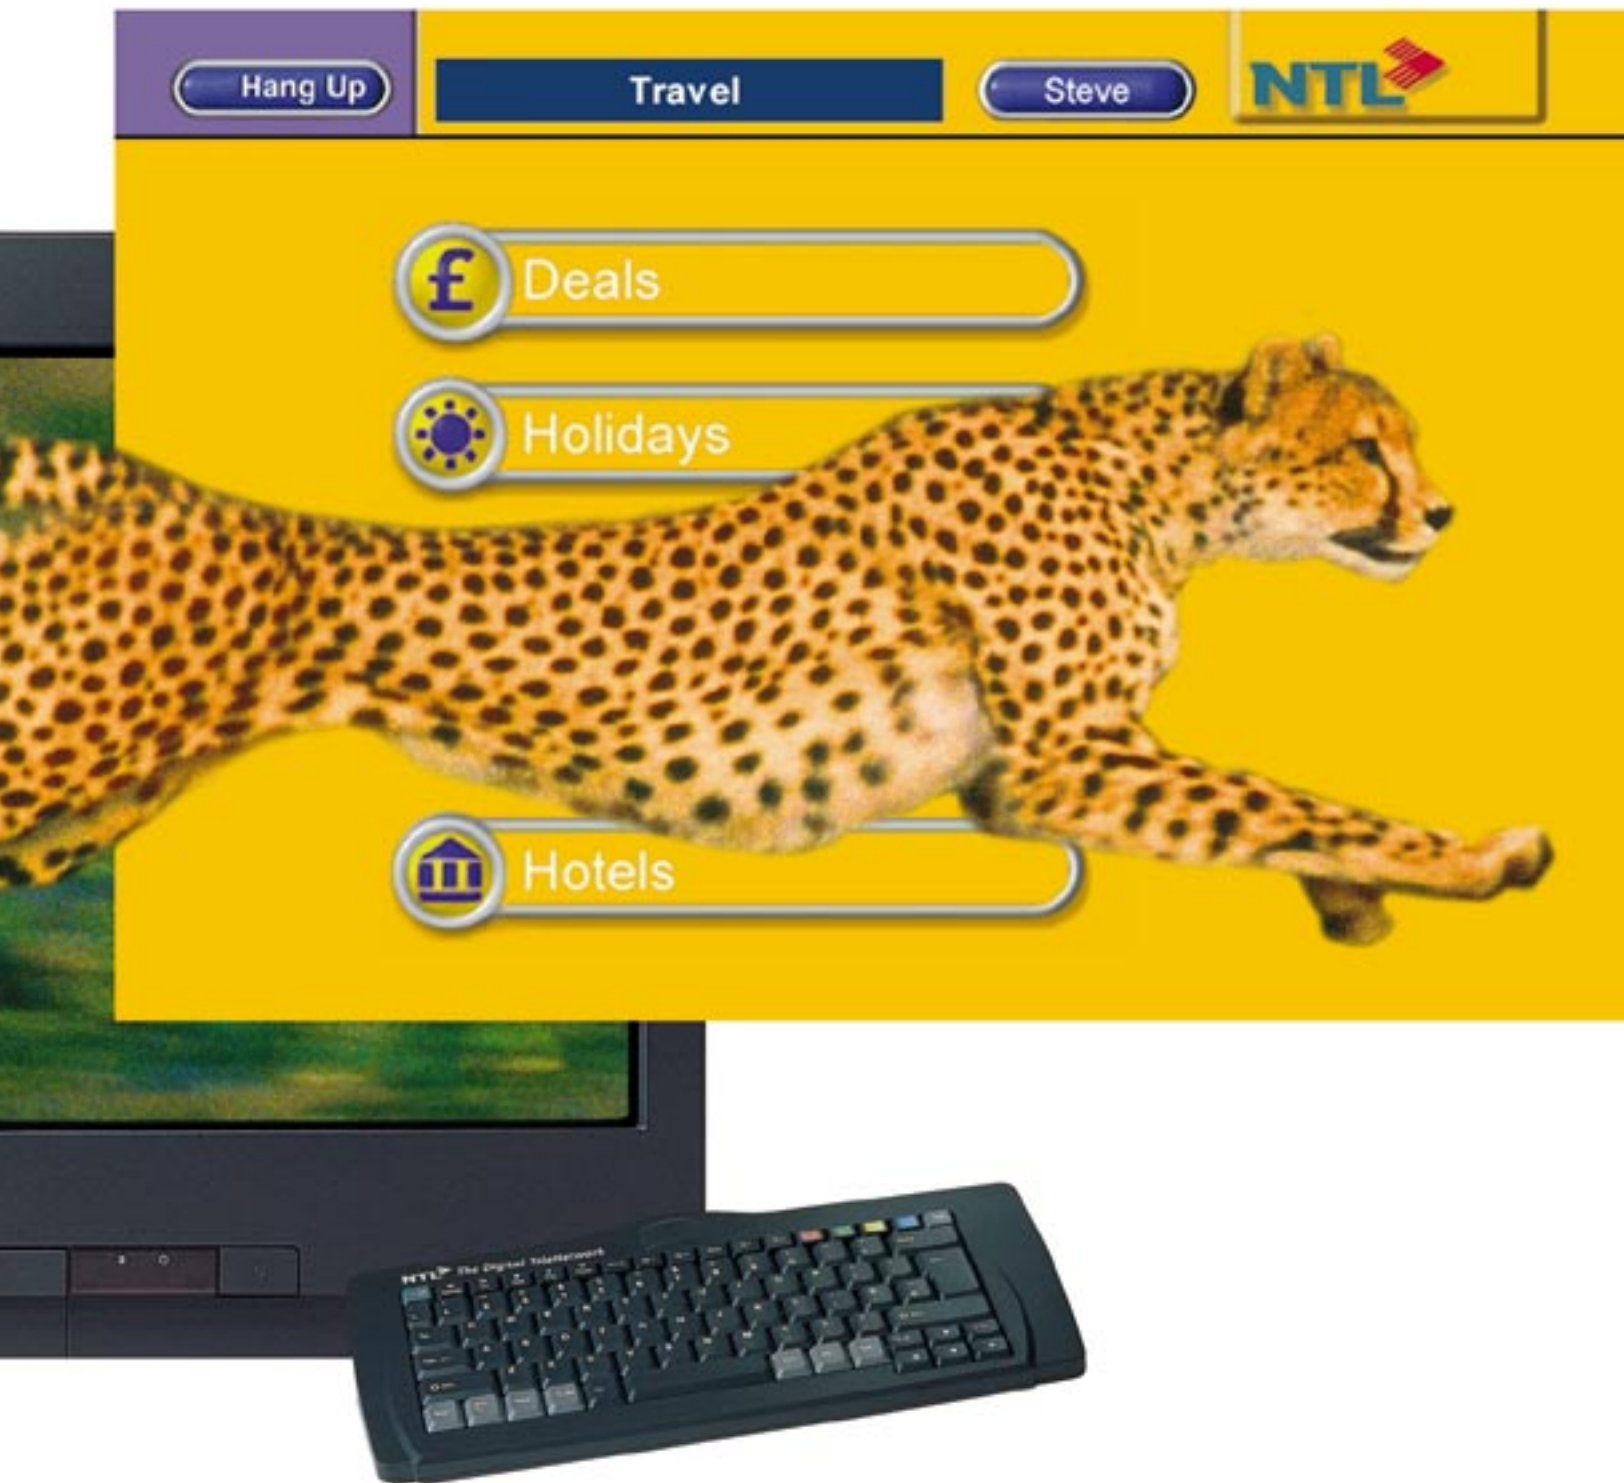 Hang Up
Travel
Steve
NTL
Deals
Holidays
Hotels
NTL The Digital TeleNetwork